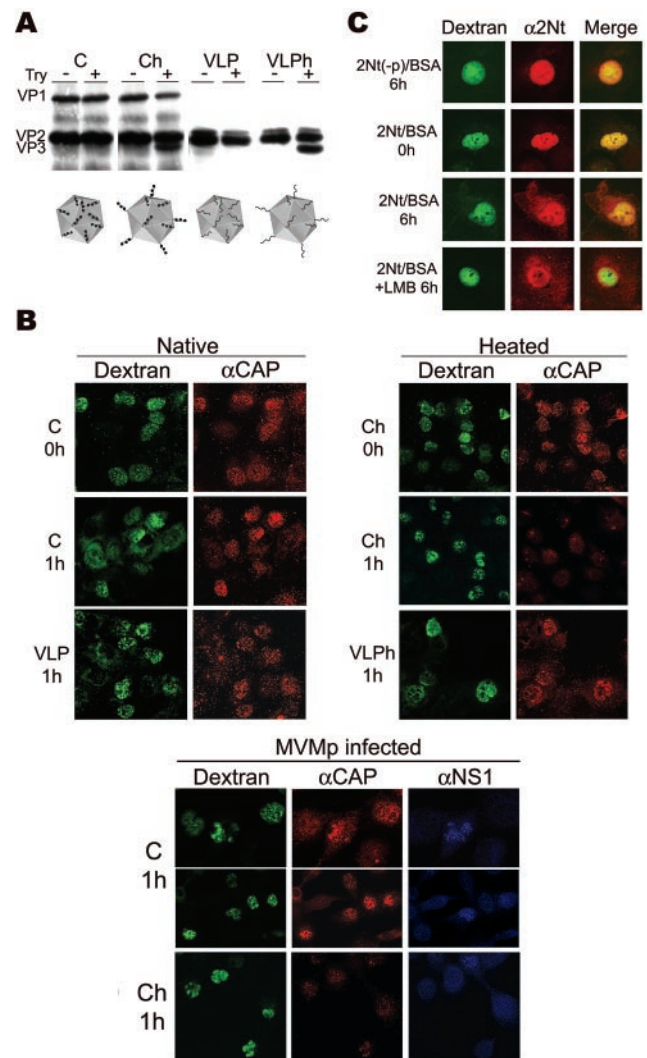 A
C Ch VLP VLPh
Try - + - + - + - +
VP1
VP2
VP3
C
Dextran α2Nt Merge
2Nt(-p)/BSA
6h
2Nt/BSA
0h
2Nt/BSA
6h
2Nt/BSA
+LMB 6h
B
Native
Dextran αCAP
C
0h
C
1h
VLP
1h
Heated
Dextran αCAP
Ch
0h
Ch
1h
VLPh
1h
MVMp infected
Dextran αCAP αNS1
C
1h
Ch
1h